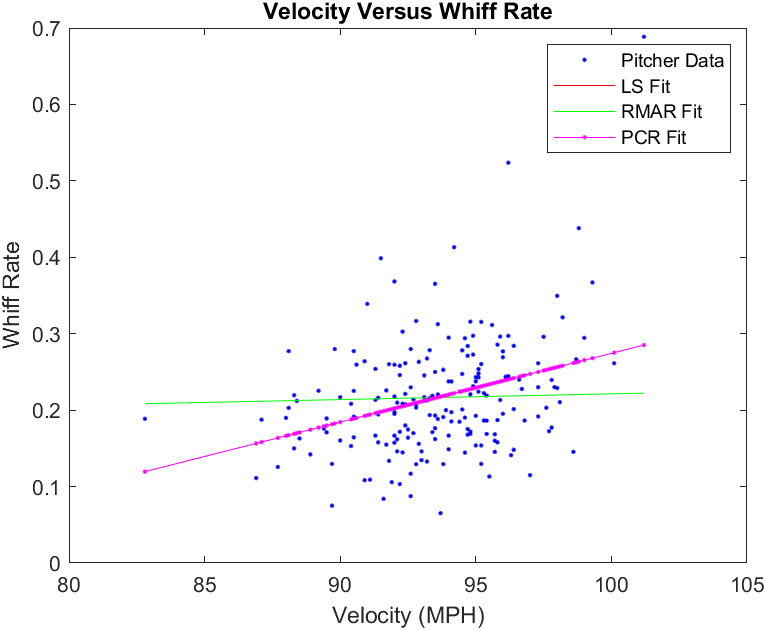 Velocity Versus Whiff Rate
0.7
0.6
0.5
0.4
0.3
0.2
0.1
0
Whiff Rate
Pitcher Data
LS Fit
RMAR Fit
PCR Fit
80 85 90 95 100 105
Velocity (MPH)